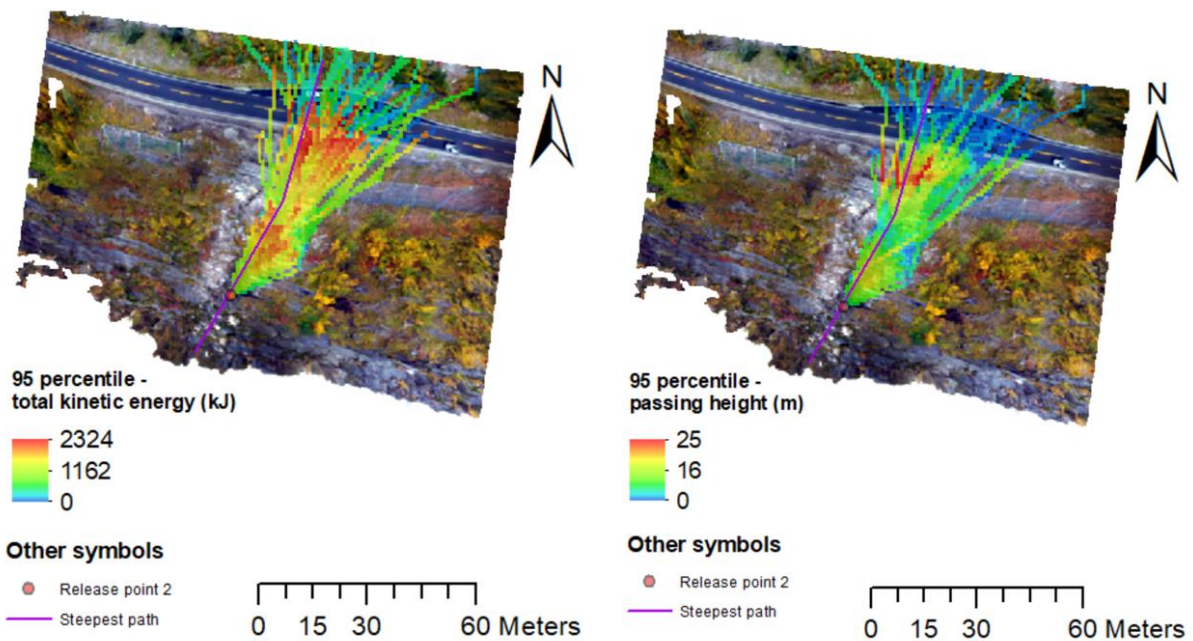 N
95 percentile -
total kinetic energy (kJ)
2324
1162
0
Other symbols
Release point 2
Steepest path
0 15 30 60 Meters
N
95 percentile -
passing height (m)
25
16
0
Other symbols
Release point 2
Steepest path
0 15 30 60 Meters